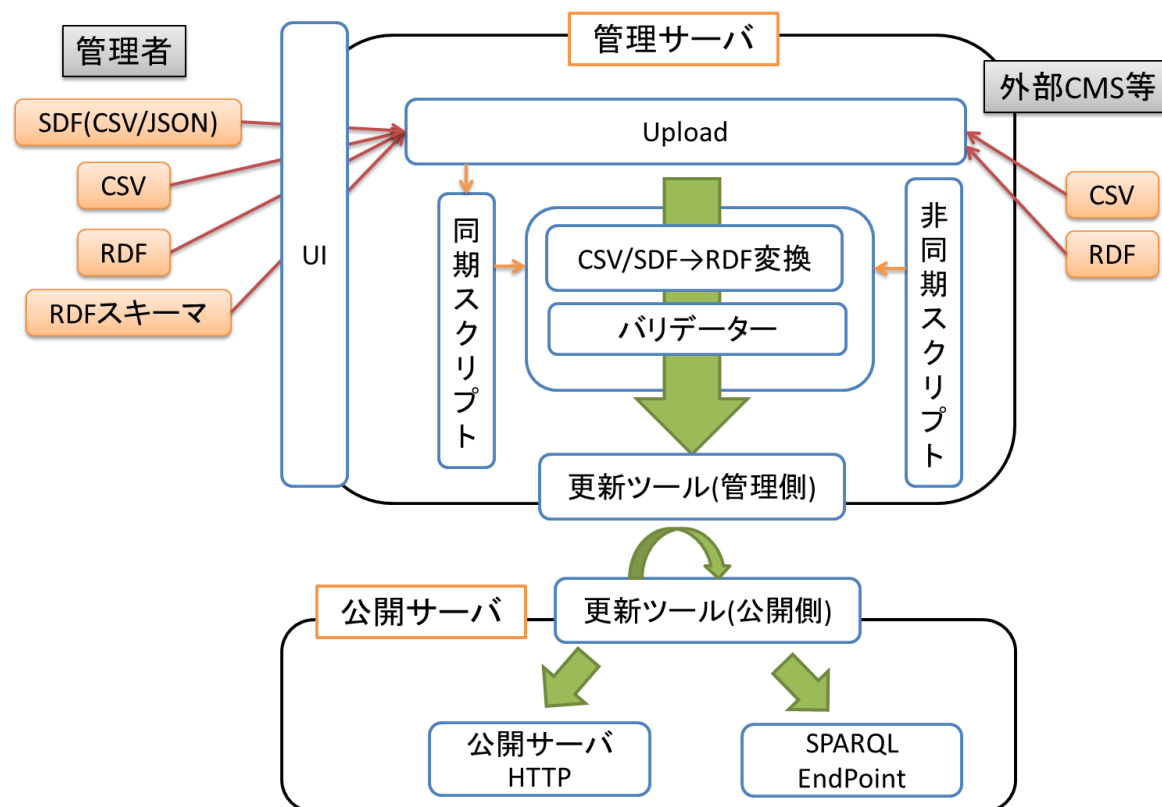 管理者
管理サーバ
外部CMS等
SDF(CSV/JSON)
CSV
RDF
RDFスキーマ
UI
Upload
同期スクリプト
CSV/SDF→RDF変換
バリデーター
非同期スクリプト
CSV
RDF
更新ツール(管理側)
公開サーバ
更新ツール(公開側)
公開サーバ
HTTP
SPARQL
EndPoint